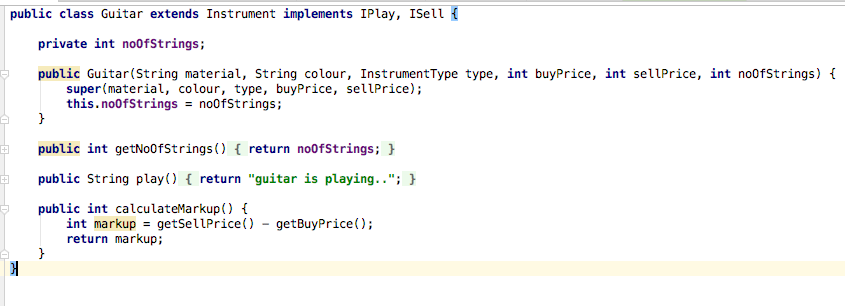 public class Guitar extends Instrument implements IPlay, ISell {
private int noOfStrings;
public Guitar(String material, String colour, InstrumentType type, int buyPrice, int sellPrice, int noOfStrings) {
super(material, colour, type, buyPrice, sellPrice);
this.noOfStrings = noOfStrings;
}
public int getNoOfStrings() { return noOfStrings; }
public String play() { return "guitar is playing.."; }
public int calculateMarkup() {
int markup = getSellPrice() - getBuyPrice();
return markup;
}
}